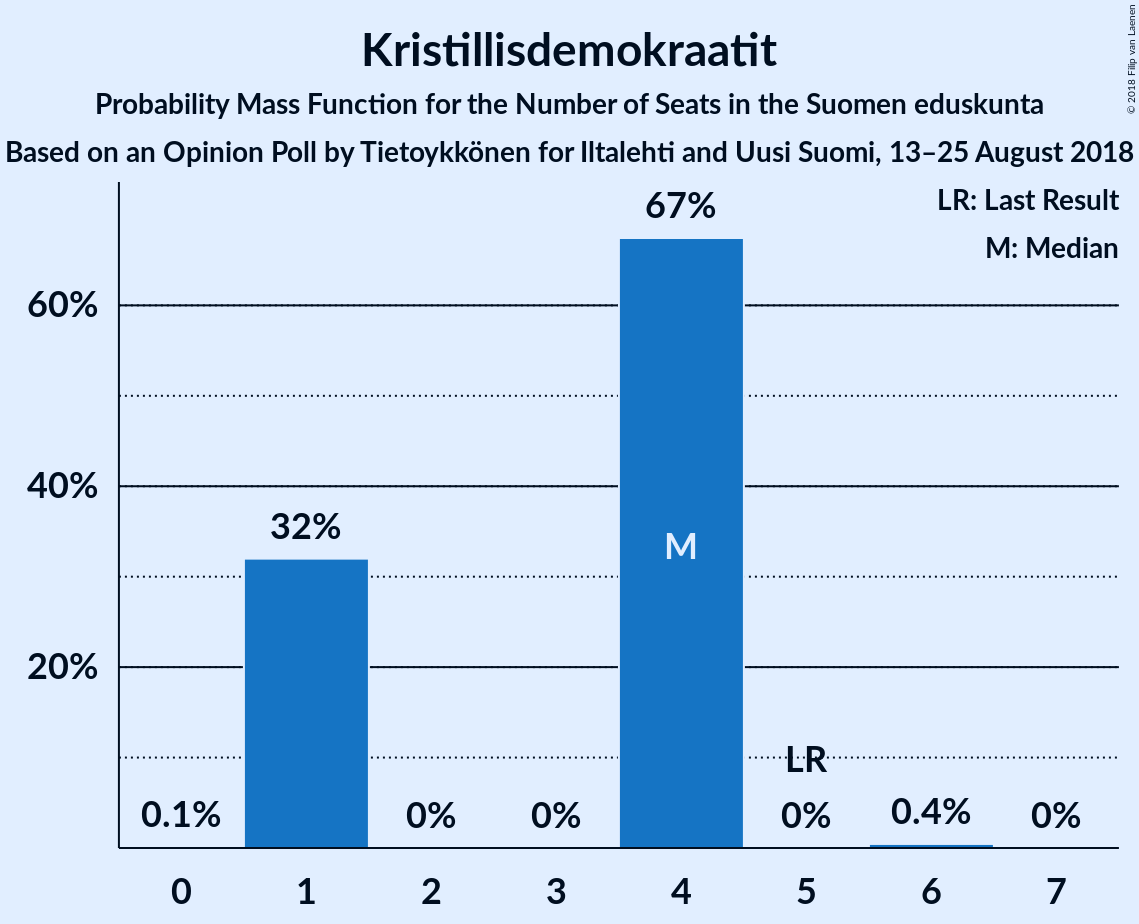 Kristillisdemokraatit
Probability Mass Function for the Number of Seats in the Suomen eduskunta
Based on an Opinion Poll by Tietoykkönen for Iltalehti and Uusi Suomi, 13–25 August 2018
© 2018 Filip van Laenen
LR: Last Result
M: Median
67%
60%
40%
32%
M
20%
LR
0.1% 0% 0% 0% 0.4% 0%
0 1 2 3 4 5 6 7